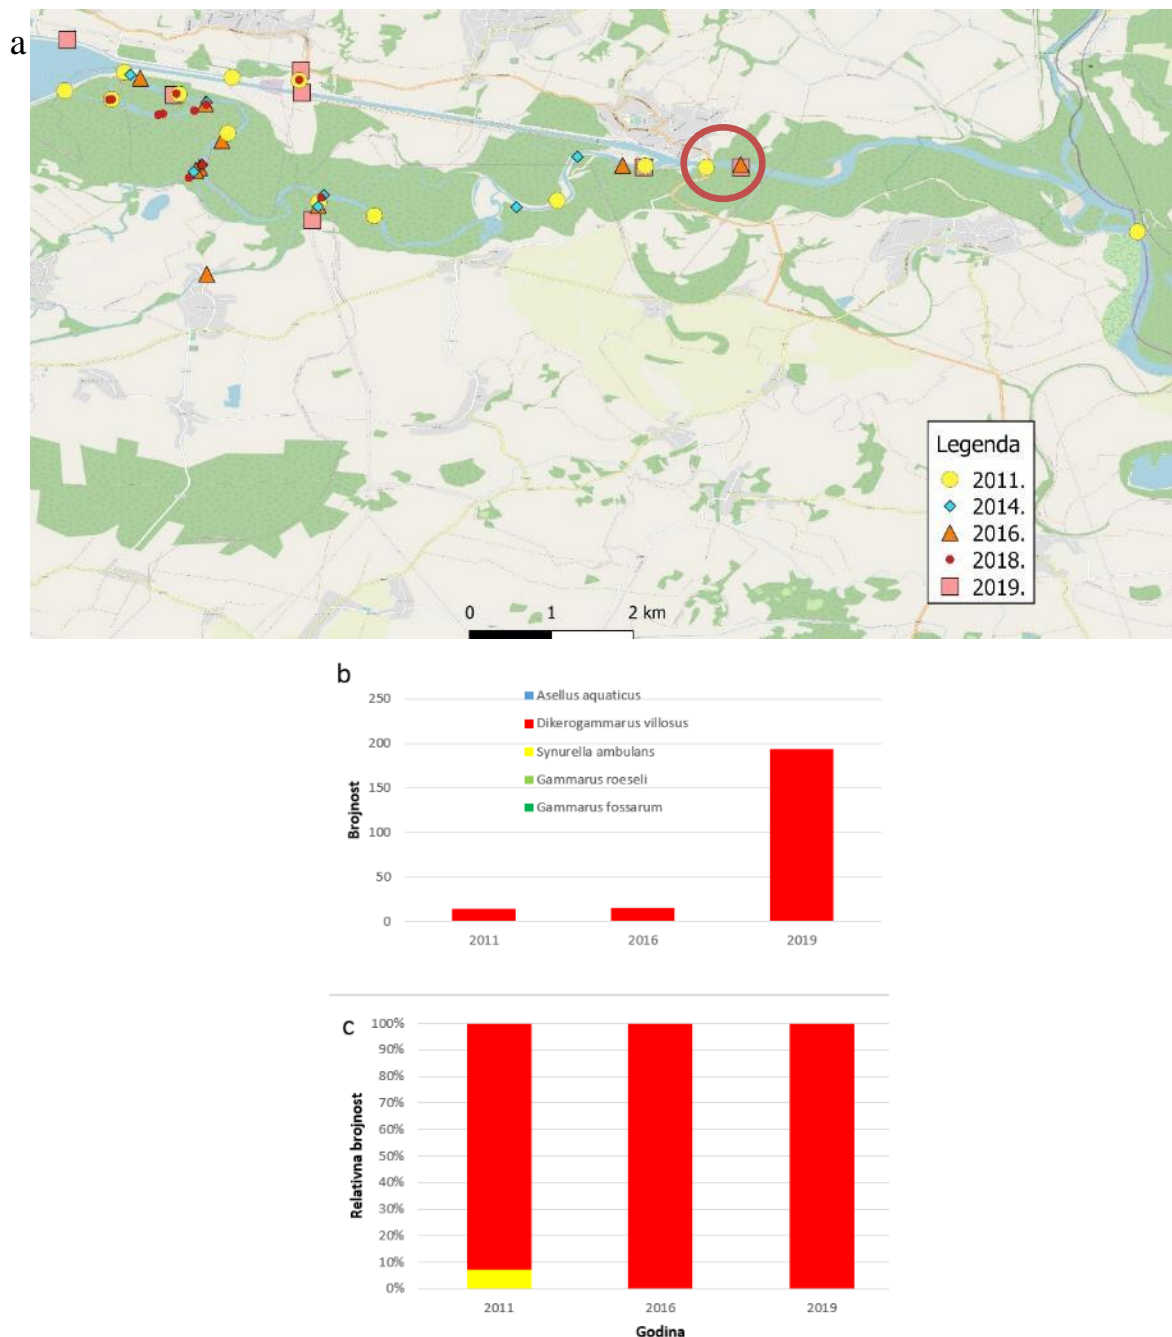 a
Legenda
2011.
2014.
2016.
2018.
2019.
0 1 2 km
b
250
200
150
100
50
0
Brojnost
Asellus aquaticus
Dikerogammarus villosus
Synurella ambulans
Gammarus roeseli
Gammarus fossarum
2011 2016 2019
c
100%
90%
80%
70%
60%
50%
40%
30%
20%
10%
0%
Relativna brojnost
2011 2016 2019
Godina